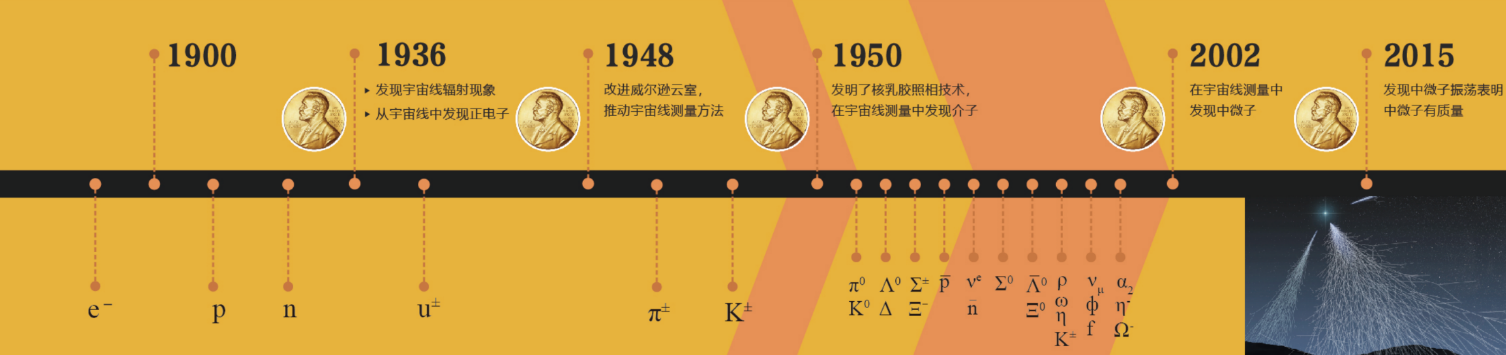 1900
1936
▸ 发现宇宙线辐射现象
▸ 从宇宙线中发现正电子
1948
改进威尔逊云室，
推动宇宙线测量方法
1950
发明了核乳胶照相技术，
在宇宙线测量中发现介子
2002
在宇宙线测量中
发现中微子
2015
发现中微子振荡表明
中微子有质量
e⁻
p
n
u±
π±
K±
π⁰ Λ⁰ Σ± p̅ νᵉ Σ⁰ Λ̅⁰ ρ ν_μ α₂
K⁰ Δ Ξ⁻ n̅ Ξ⁰ ω ϕ η'
η f Ω⁻
K±